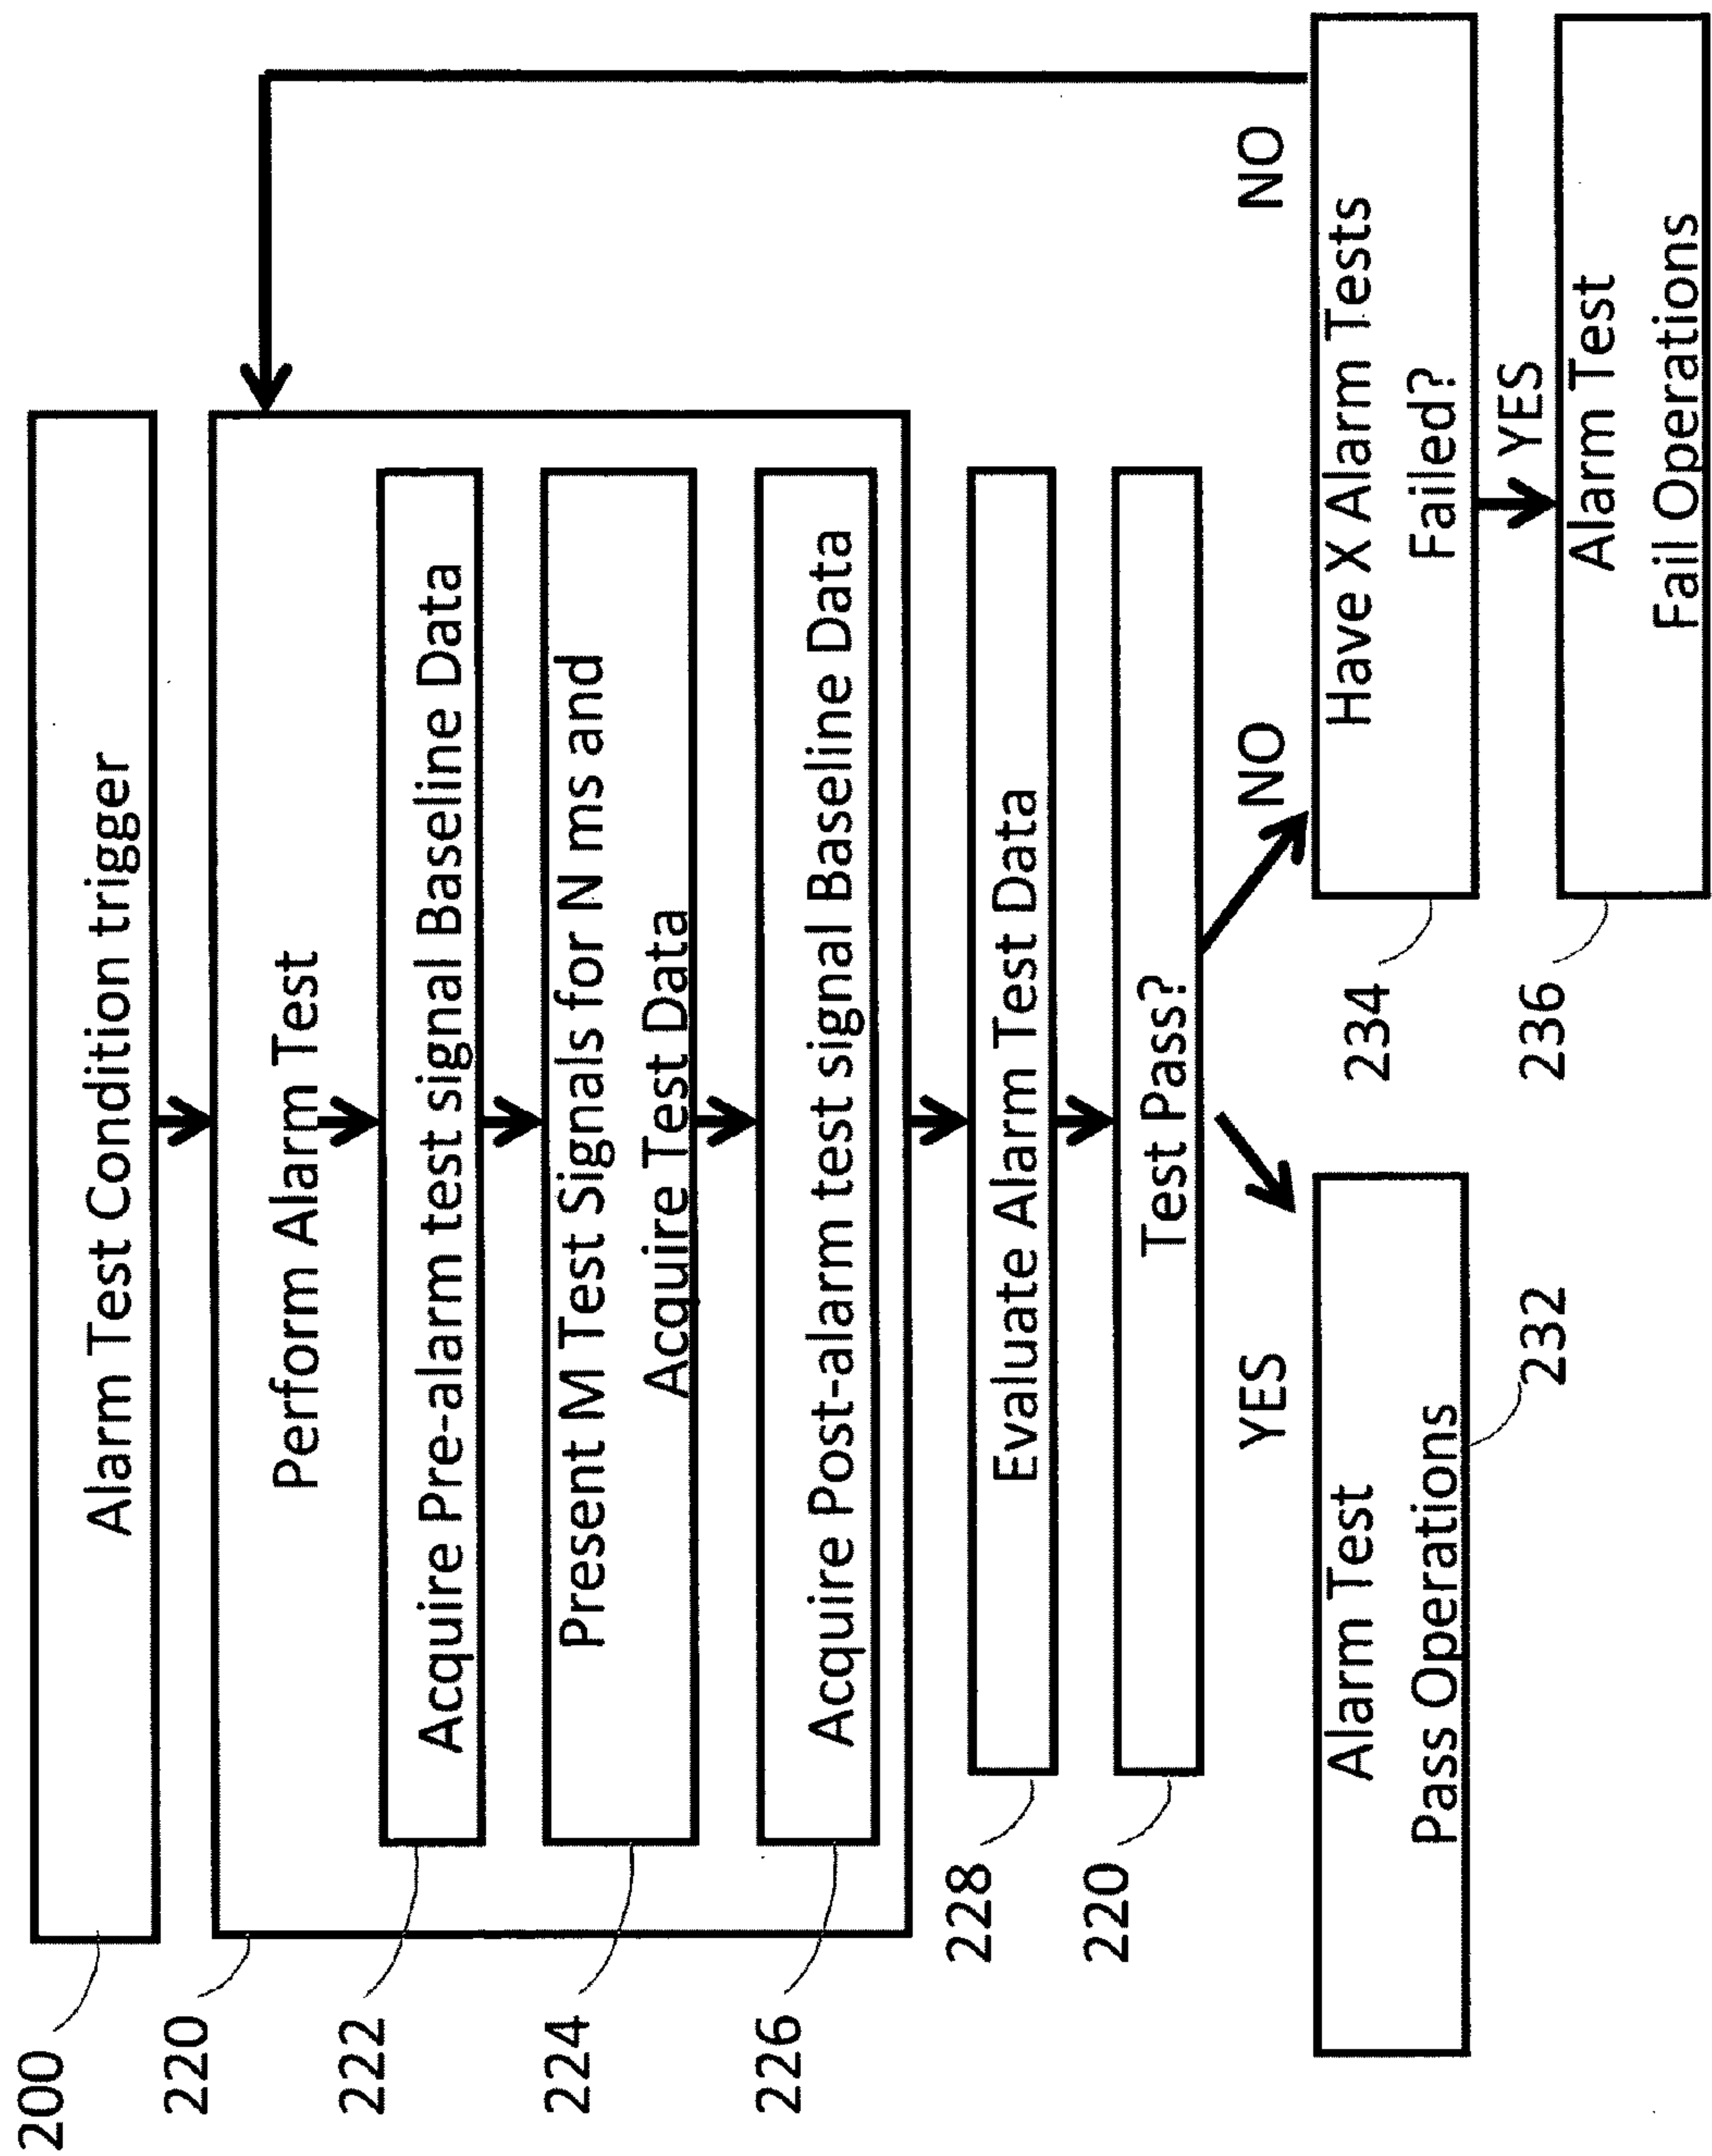 200
Alarm Test Condition trigger
220
Perform Alarm Test
222
Acquire Pre-alarm test signal Baseline Data
224
Present M Test Signals for N ms and
Acquire Test Data
226
Acquire Post-alarm test signal Baseline Data
228
Evaluate Alarm Test Data
220
Test Pass?
YES
NO
NO
Alarm Test
Pass Operations
232
234
Have X Alarm Tests
Failed?
YES
236
Alarm Test
Fail Operations